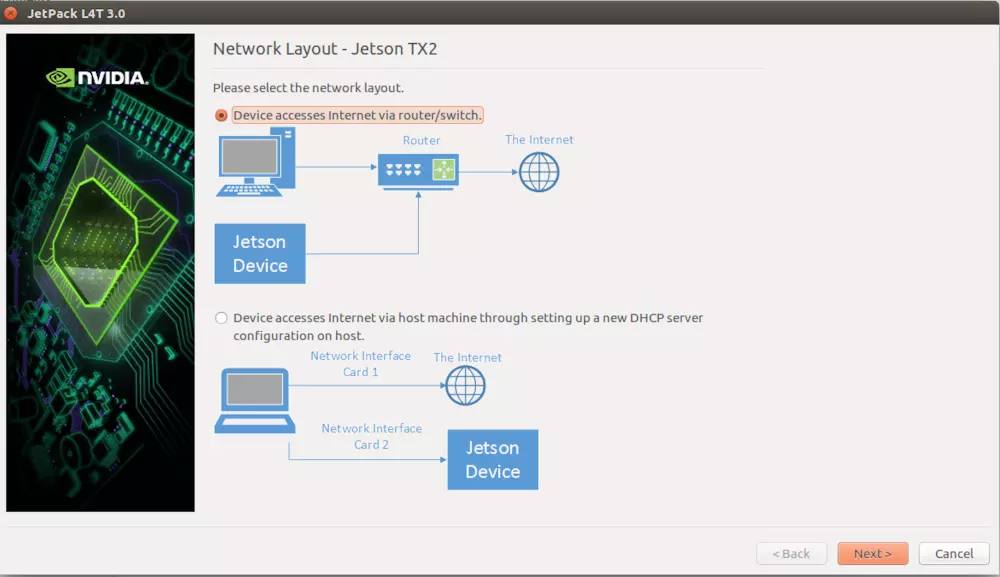 JetPack L4T 3.0
NVIDIA.
Network Layout - Jetson TX2
Please select the network layout.
Device accesses Internet via router/switch.
Router
The Internet
Jetson
Device
Device accesses Internet via host machine through setting up a new DHCP server
configuration on host.
Network Interface
Card 1
The Internet
Network Interface
Card 2
Jetson
Device
< Back
Next >
Cancel